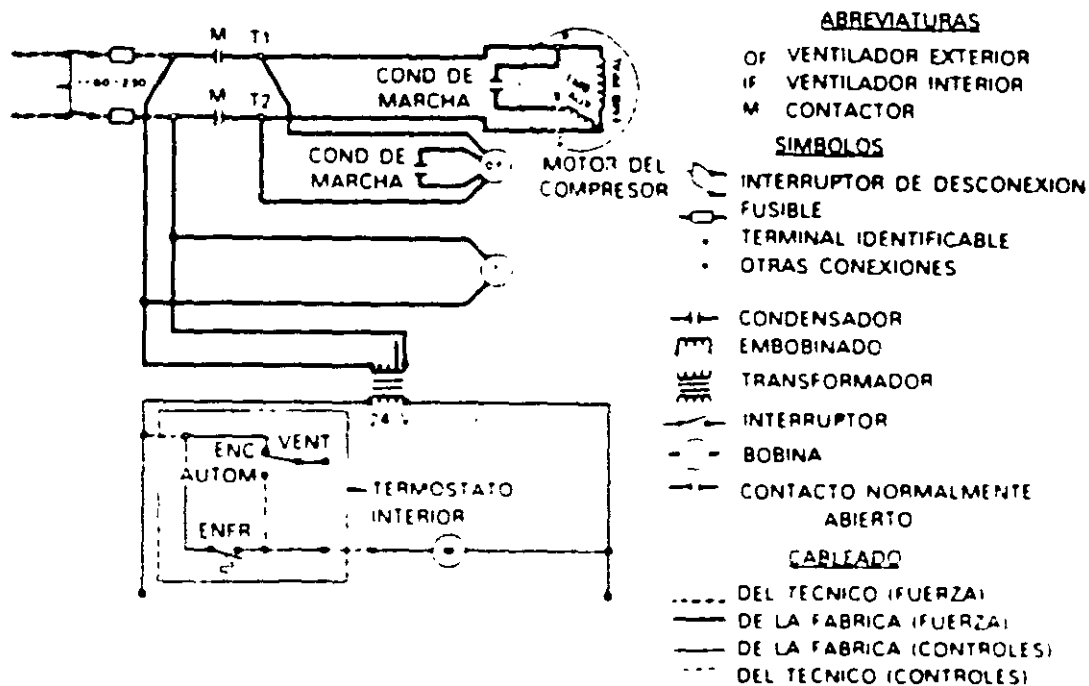 M T1
1-60-230
COND DE
MARCHA
M T2
COND DE
MARCHA
MOTOR DEL
COMPRESOR
24 V
ENC VENT
AUTOM
TERMOSTATO
INTERIOR
ENFR
ABREVIATURAS
OF VENTILADOR EXTERIOR
IF VENTILADOR INTERIOR
M CONTACTOR
SIMBOLOS
INTERRUPTOR DE DESCONEXION
FUSIBLE
TERMINAL IDENTIFICABLE
OTRAS CONEXIONES
CONDENSADOR
EMBOBINADO
TRANSFORMADOR
INTERRUPTOR
BOBINA
CONTACTO NORMALMENTE
ABIERTO
CABLEADO
DEL TECNICO (FUERZA)
DE LA FABRICA (FUERZA)
DE LA FABRICA (CONTROLES)
DEL TECNICO (CONTROLES)